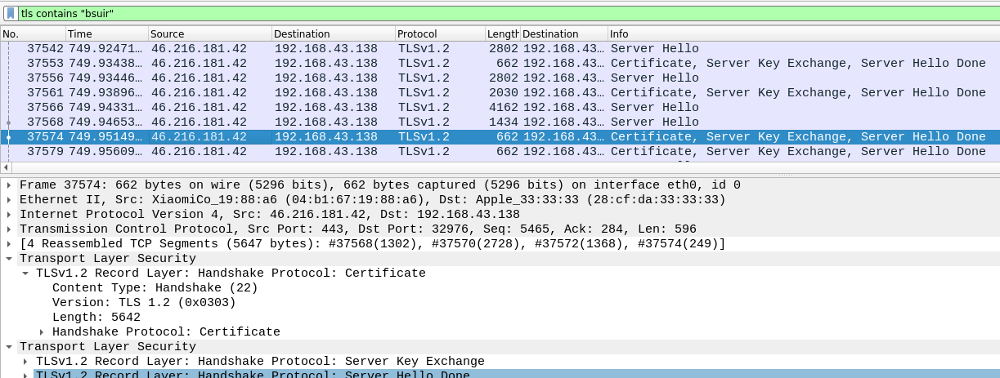 tls contains "bsuir"
No. Time Source Destination Protocol Length Destination Info
37542 749.92471… 46.216.181.42 192.168.43.138 TLSv1.2 2802 192.168.43… Server Hello
37553 749.93438… 46.216.181.42 192.168.43.138 TLSv1.2 662 192.168.43… Certificate, Server Key Exchange, Server Hello Done
37556 749.93446… 46.216.181.42 192.168.43.138 TLSv1.2 2802 192.168.43… Server Hello
37561 749.93896… 46.216.181.42 192.168.43.138 TLSv1.2 2030 192.168.43… Certificate, Server Key Exchange, Server Hello Done
37566 749.94331… 46.216.181.42 192.168.43.138 TLSv1.2 4162 192.168.43… Server Hello
37568 749.94653… 46.216.181.42 192.168.43.138 TLSv1.2 1434 192.168.43… Server Hello
37574 749.95149… 46.216.181.42 192.168.43.138 TLSv1.2 662 192.168.43… Certificate, Server Key Exchange, Server Hello Done
37579 749.95609… 46.216.181.42 192.168.43.138 TLSv1.2 662 192.168.43… Certificate, Server Key Exchange, Server Hello Done
Frame 37574: 662 bytes on wire (5296 bits), 662 bytes captured (5296 bits) on interface eth0, id 0
Ethernet II, Src: XiaomiCo_19:88:a6 (04:b1:67:19:88:a6), Dst: Apple_33:33:33 (28:cf:da:33:33:33)
Internet Protocol Version 4, Src: 46.216.181.42, Dst: 192.168.43.138
Transmission Control Protocol, Src Port: 443, Dst Port: 32976, Seq: 5465, Ack: 284, Len: 596
[4 Reassembled TCP Segments (5647 bytes): #37568(1302), #37570(2728), #37572(1368), #37574(249)]
Transport Layer Security
TLSv1.2 Record Layer: Handshake Protocol: Certificate
Content Type: Handshake (22)
Version: TLS 1.2 (0x0303)
Length: 5642
Handshake Protocol: Certificate
Transport Layer Security
TLSv1.2 Record Layer: Handshake Protocol: Server Key Exchange
TLSv1.2 Record Layer: Handshake Protocol: Server Hello Done